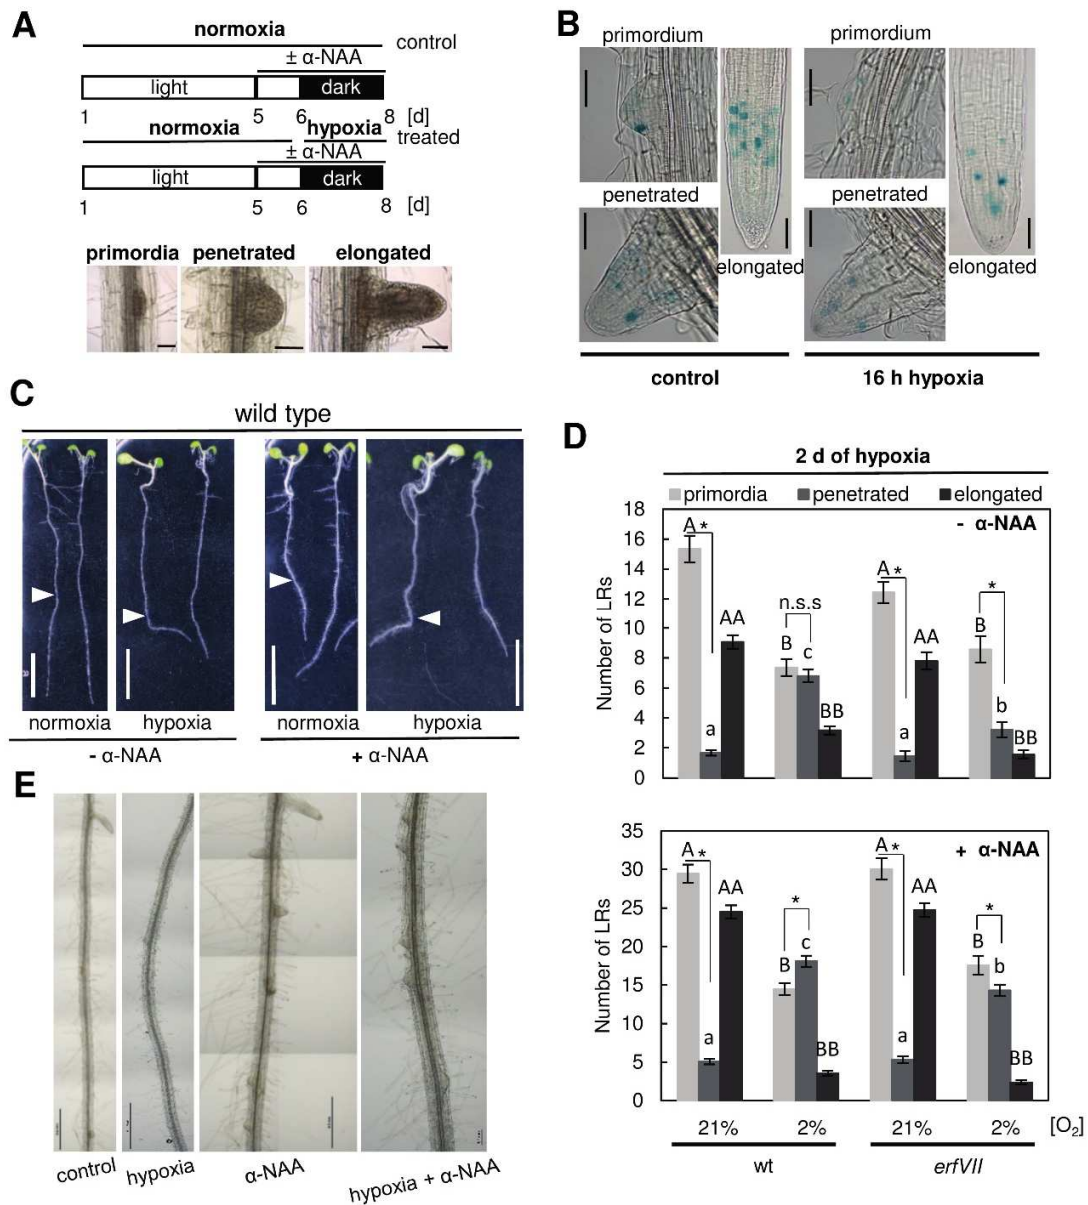 A
normoxia
control
± α-NAA
light
dark
1 5 6 8 [d]
normoxia hypoxia
treated
± α-NAA
light
dark
1 5 6 8 [d]
primordia penetrated elongated
B
primordium primordium
penetrated penetrated
elongated elongated
control 16 h hypoxia
C
wild type
normoxia hypoxia normoxia hypoxia
- α-NAA + α-NAA
D
2 d of hypoxia
primordia penetrated elongated
- α-NAA
Number of LRs
18
16
14
12
10
8
6
4
2
0
A * a AA
B n.s.s c BB
A * a AA
B * b BB
+ α-NAA
Number of LRs
35
30
25
20
15
10
5
0
A * a AA
B * c BB
A * a AA
B * b BB
21% 2% 21% 2% [O₂]
wt erfVII
E
control hypoxia α-NAA hypoxia + α-NAA